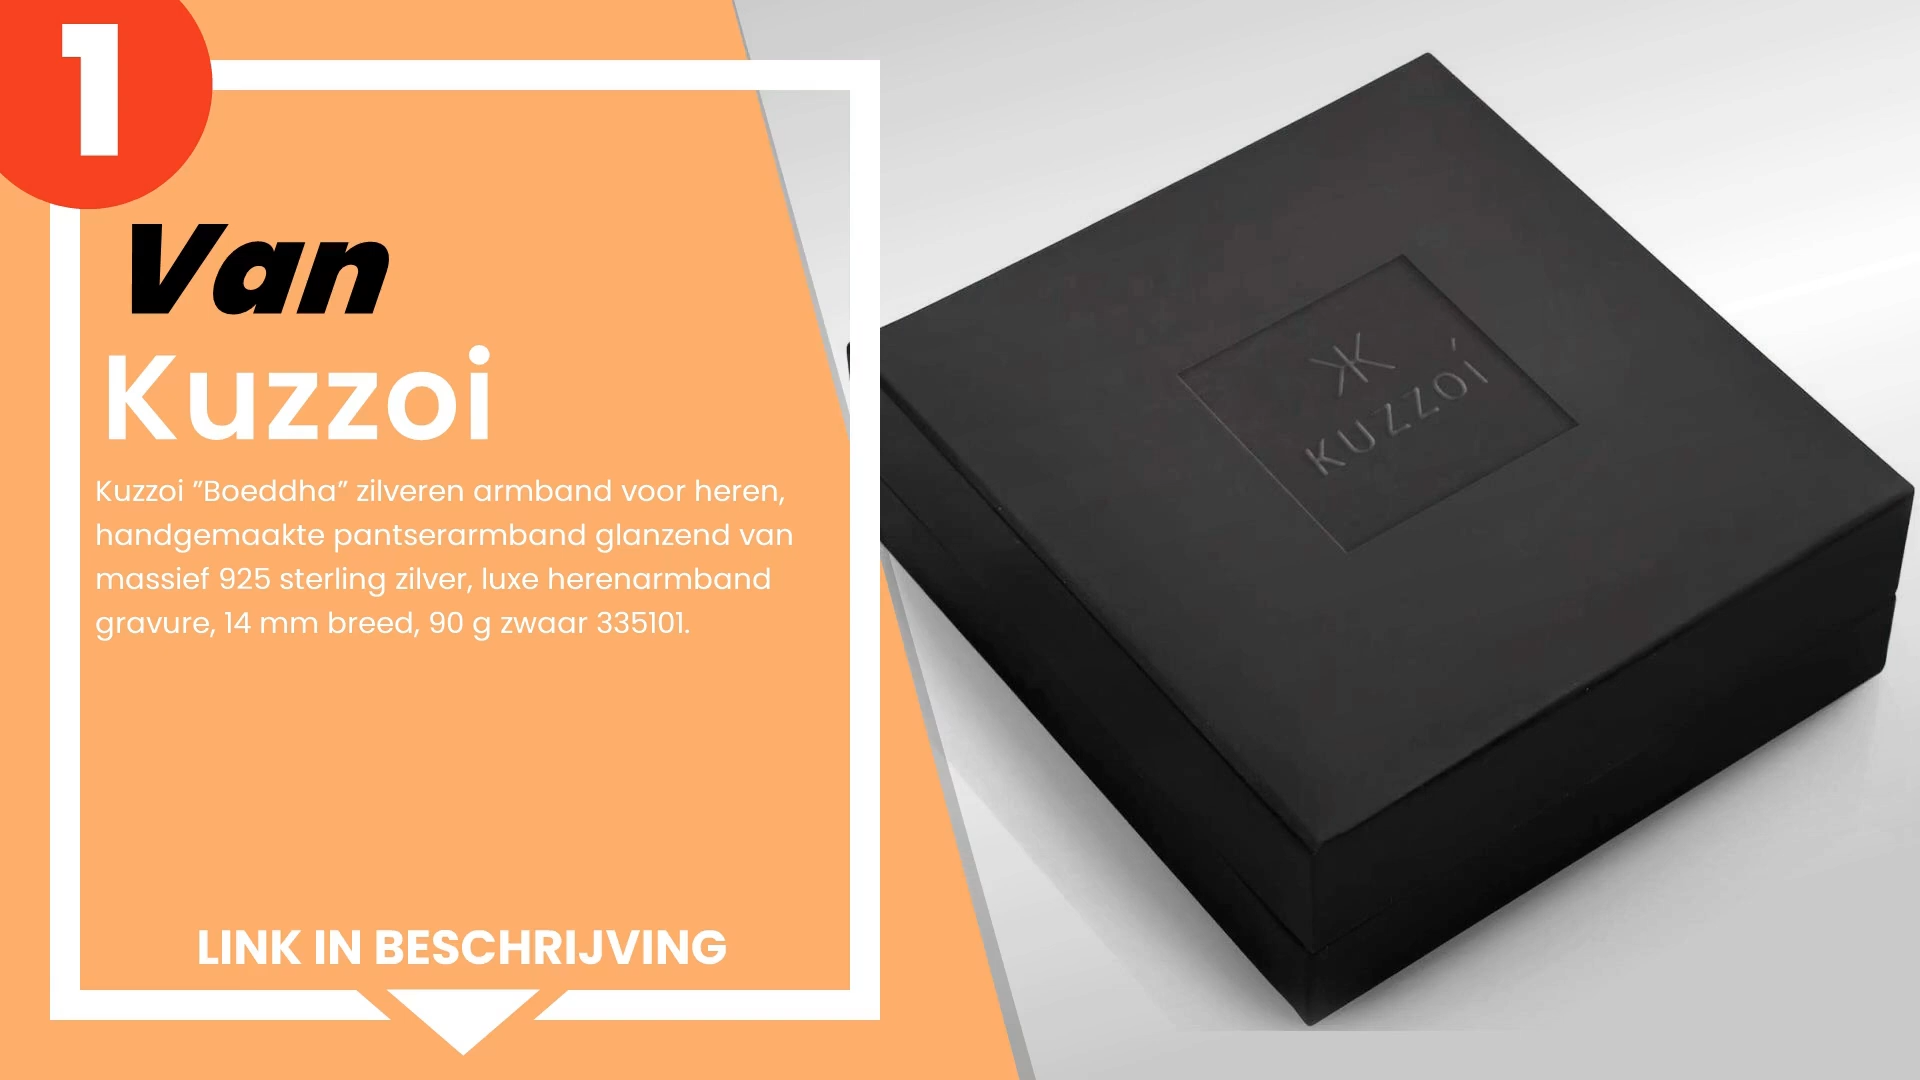 1
Van
Kuzzoi
Kuzzoi ”Boeddha” zilveren armband voor heren,
handgemaakte pantserarmband glanzend van
massief 925 sterling zilver, luxe herenarmband
gravure, 14 mm breed, 90 g zwaar 335101.
LINK IN BESCHRIJVING
KUZZOÍ